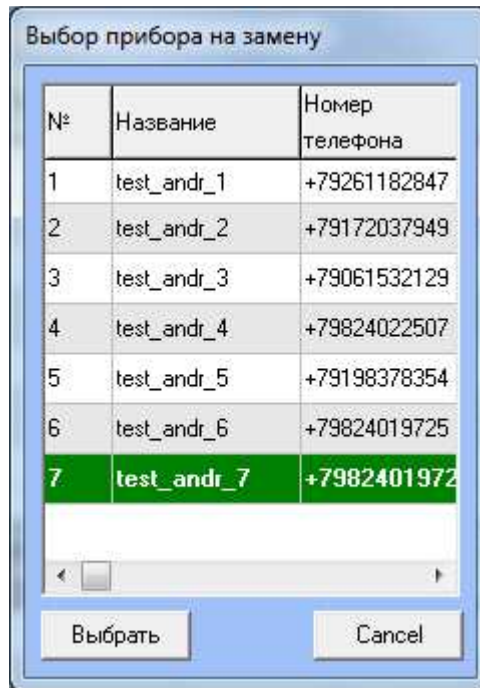 Выбор прибора на замену
№ Название Номер телефона
1 test_andr_1 +79261182847
2 test_andr_2 +79172037949
3 test_andr_3 +79061532129
4 test_andr_4 +79824022507
5 test_andr_5 +79198378354
6 test_andr_6 +79824019725
7 test_andr_7 +7982401972
Выбрать Cancel